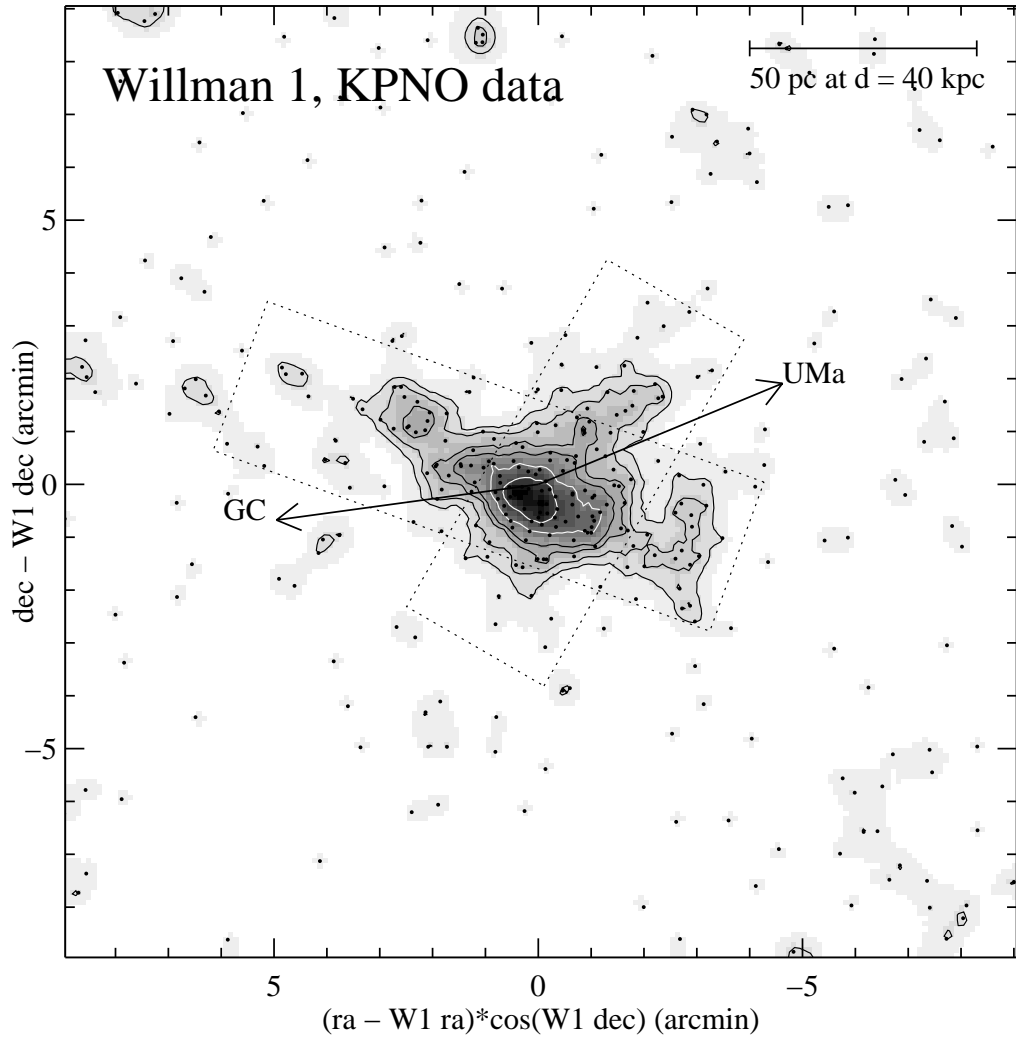 Willman 1, KPNO data
50 pc at d = 40 kpc
5
UMa
dec – W1 dec (arcmin)
0
GC
–5
5 0 –5
(ra – W1 ra)*cos(W1 dec) (arcmin)